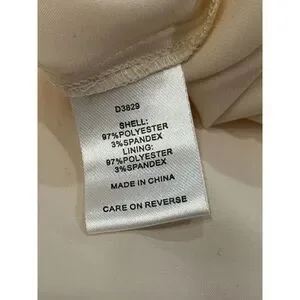 D3829
SHELL:
97%POLYESTER
3%SPANDEX
LINING:
97%POLYESTER
3%SPANDEX
MADE IN CHINA
CARE ON REVERSE